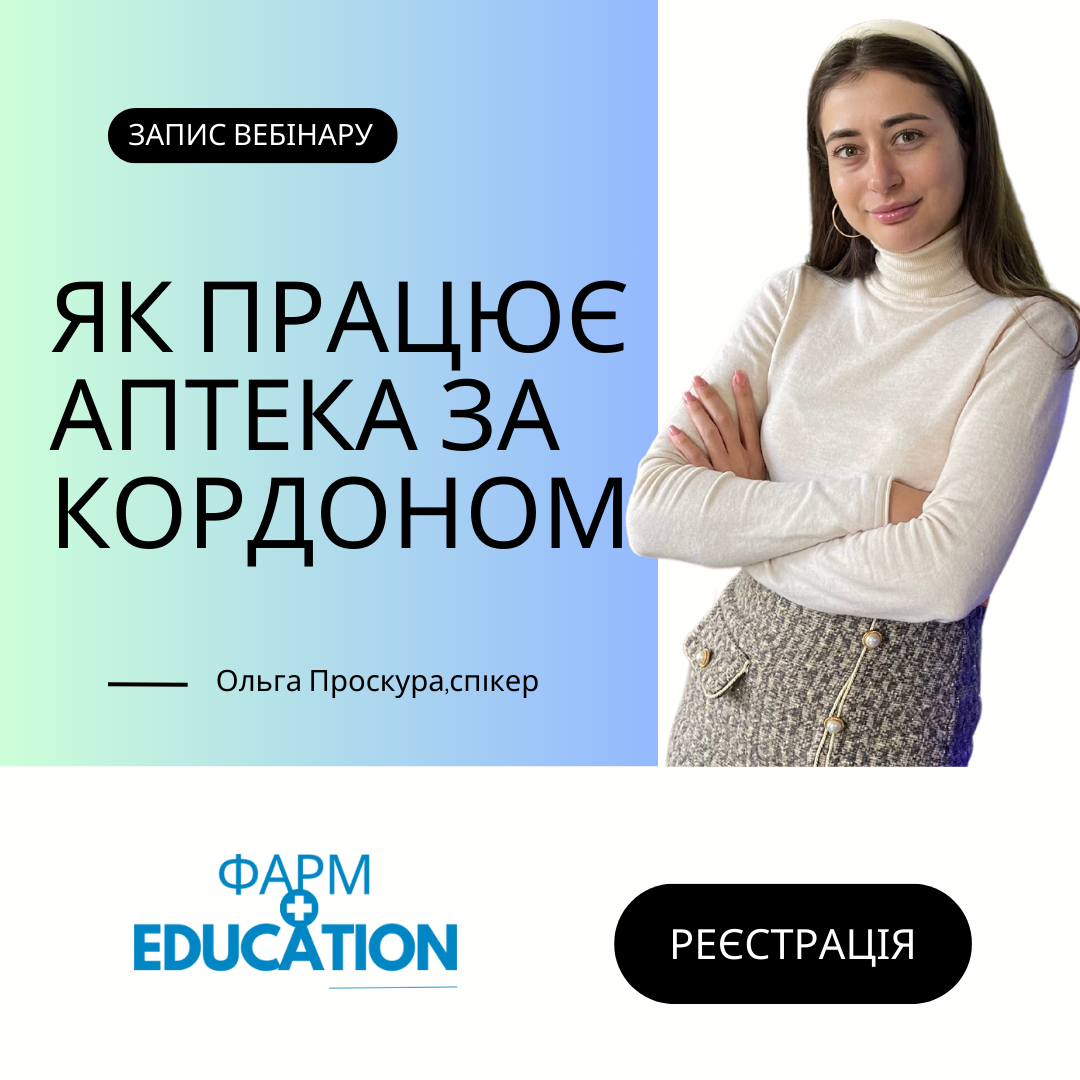 ЗАПИС ВЕБІНАРУ
ЯК ПРАЦЮЄ
АПТЕКА ЗА
КОРДОНОМ
Ольга Проскура,спікер
ФАРМ
EDUCATION
РЕЄСТРАЦІЯ